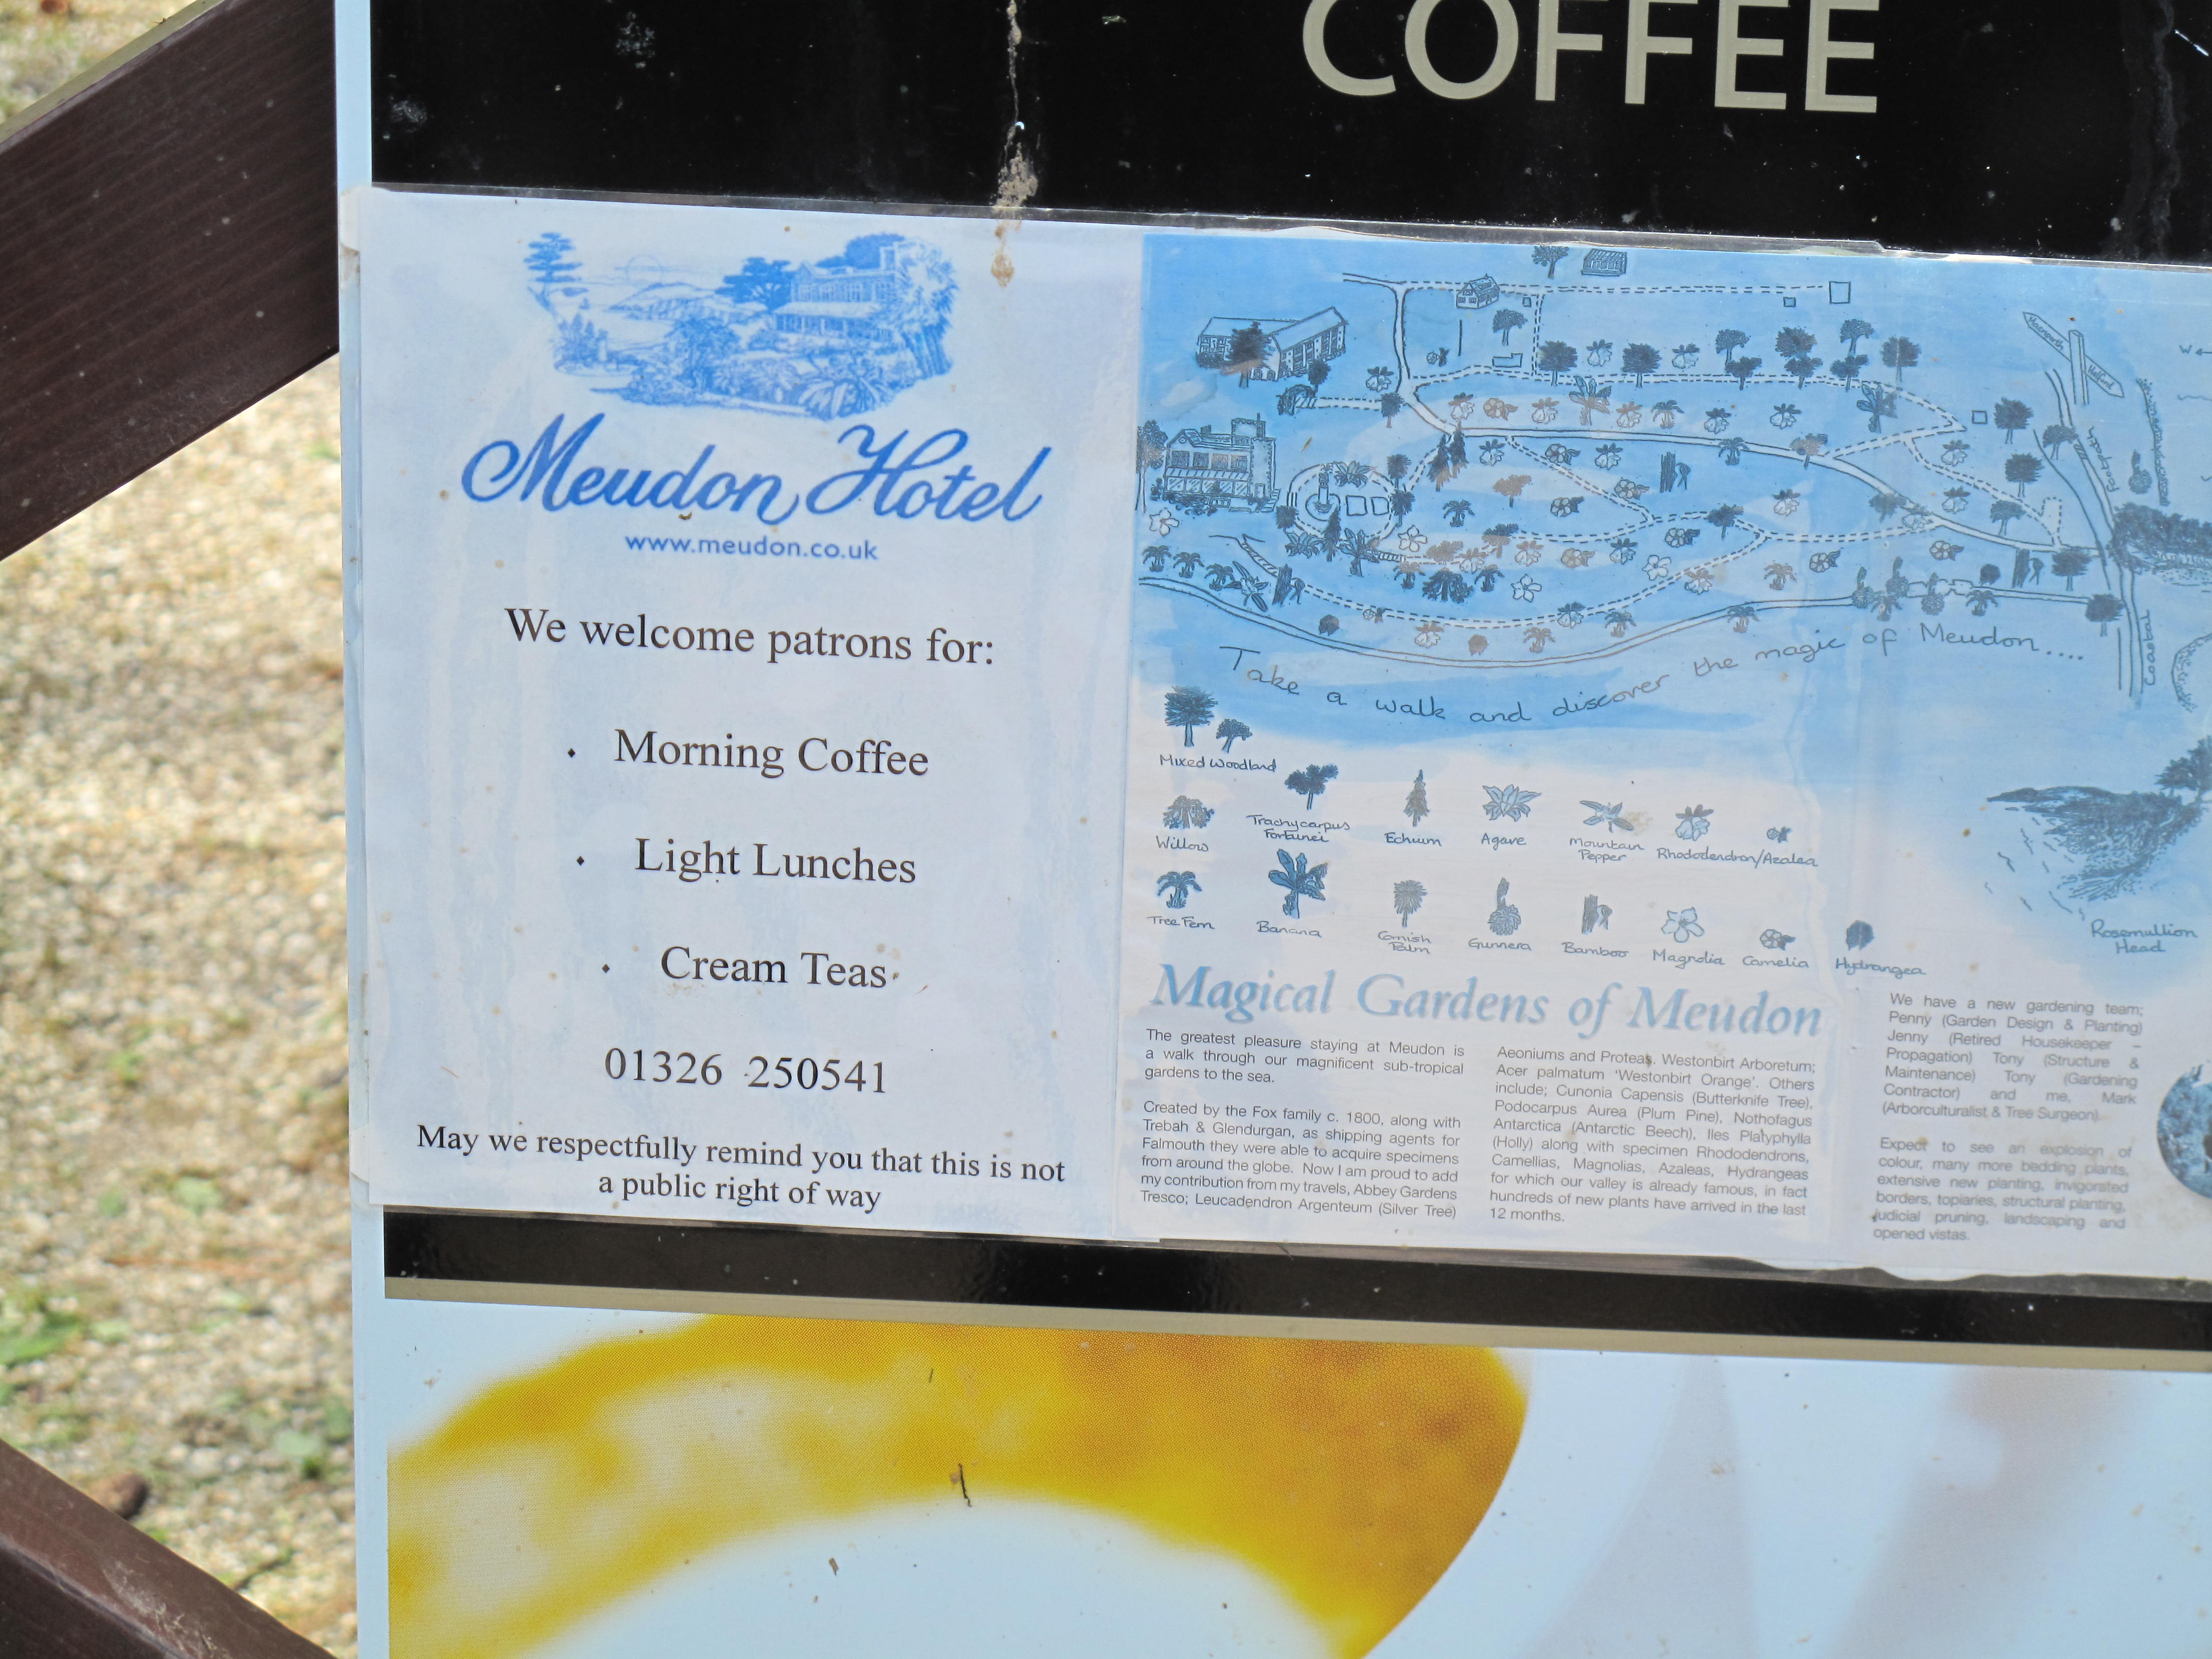 COFFEE
Meudon Hotel
www.meudon.co.uk
We welcome patrons for:
Morning Coffee
Light Lunches
Cream Teas
01326 250541
May we respectfully remind you that this is not
a public right of way
Maenporth
Helford
Footpath
Coastal
Take a walk and discover the magic of Meudon....
Mixed Woodland
Willow
Trachycarpus
Fortunei
Echium
Agave
Mountain
Pepper
Rhododendron/Azalea
Tree Fern
Banana
Cornish
Palm
Gunnera
Bamboo
Magnolia
Camelia
Hydrangea
Rosemullion
Head
Magical Gardens of Meudon
The greatest pleasure staying at Meudon is
a walk through our magnificent sub-tropical
gardens to the sea.
Created by the Fox family c. 1800, along with
Trebah & Glendurgan, as shipping agents for
Falmouth they were able to acquire specimens
from around the globe. Now I am proud to add
my contribution from my travels, Abbey Gardens
Tresco; Leucadendron Argenteum (Silver Tree)
Aeoniums and Proteas. Westonbirt Arboretum;
Acer palmatum 'Westonbirt Orange'. Others
include; Cunonia Capensis (Butterknife Tree),
Podocarpus Aurea (Plum Pine), Nothofagus
Antarctica (Antarctic Beech), Iles Platyphylla
(Holly) along with specimen Rhododendrons,
Camellias, Magnolias, Azaleas, Hydrangeas
for which our valley is already famous, in fact
hundreds of new plants have arrived in the last
12 months.
We have a new gardening team;
Penny (Garden Design & Planting)
Jenny (Retired Housekeeper –
Propagation) Tony (Structure &
Maintenance) Tony (Gardening
Contractor) and me, Mark
(Arborculturalist & Tree Surgeon).
Expect to see an explosion of
colour, many more bedding plants,
extensive new planting, invigorated
borders, topiaries, structural planting,
judicial pruning, landscaping and
opened vistas.